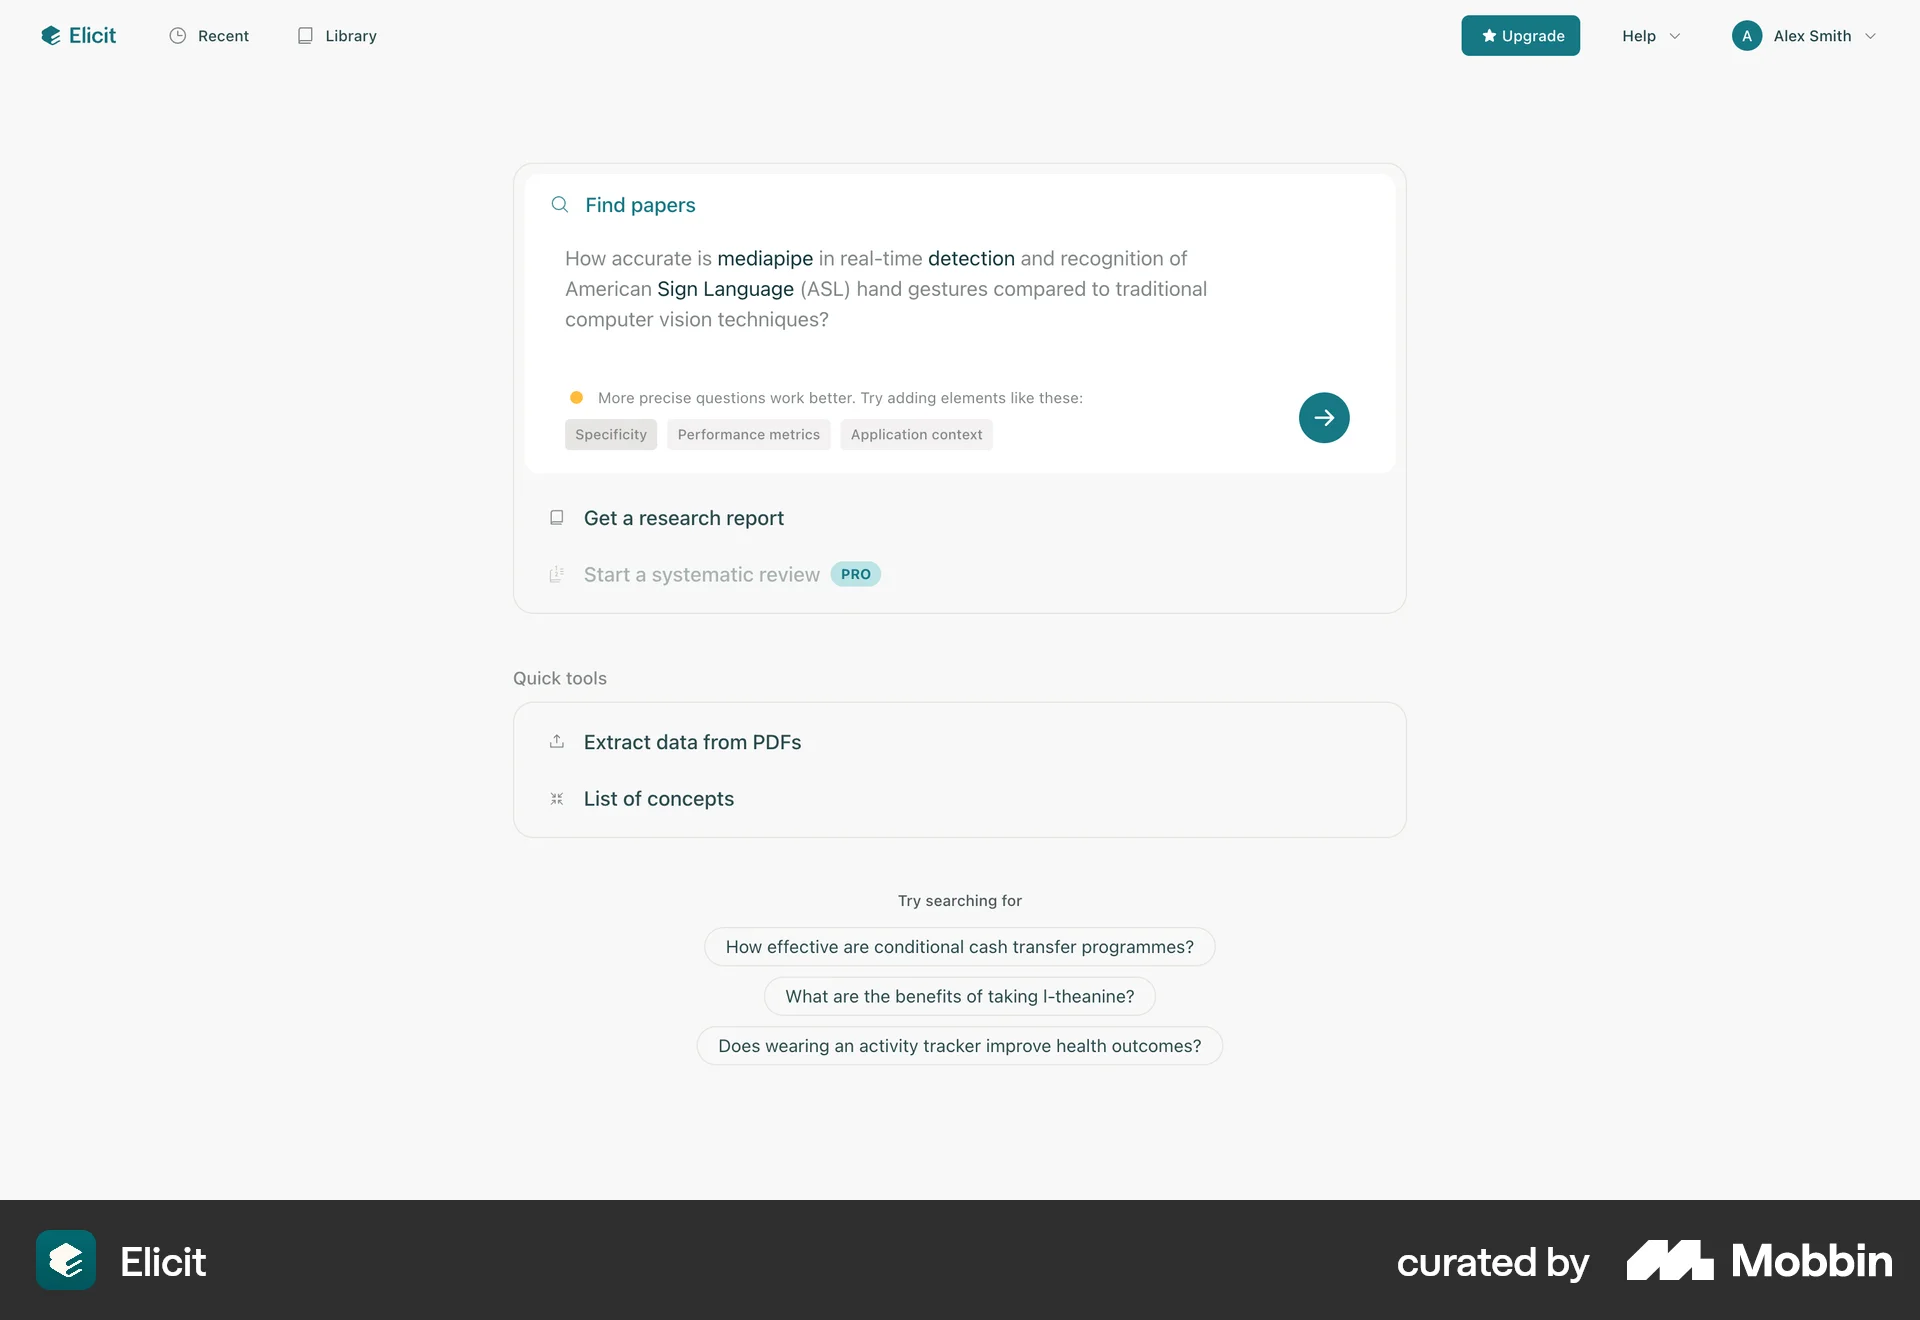 Elicit
Recent
Library
Upgrade
Help
A
Alex Smith
Find papers
How accurate is mediapipe in real-time detection and recognition of
American Sign Language (ASL) hand gestures compared to traditional
computer vision techniques?
More precise questions work better. Try adding elements like these:
Specificity
Performance metrics
Application context
Get a research report
Start a systematic review PRO
Quick tools
Extract data from PDFs
List of concepts
Try searching for
How effective are conditional cash transfer programmes?
What are the benefits of taking l-theanine?
Does wearing an activity tracker improve health outcomes?
Elicit
curated by Mobbin